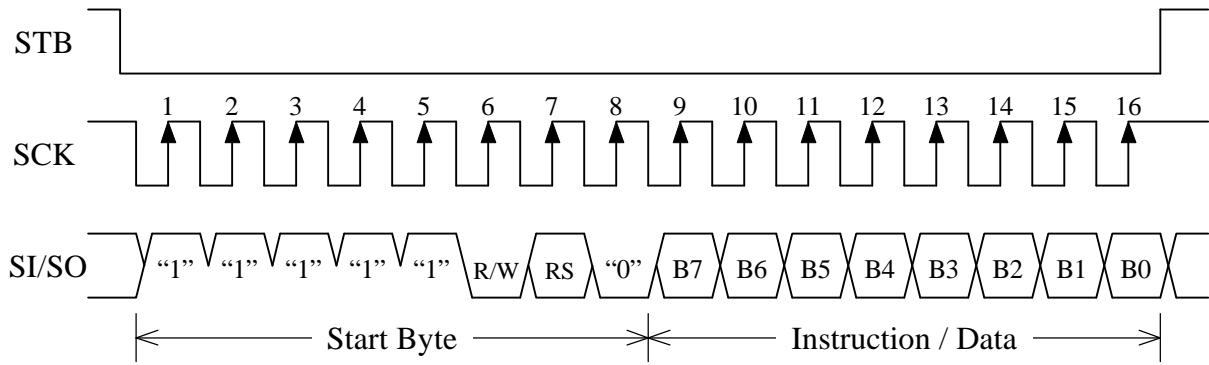 STB
1 2 3 4 5 6 7 8 9 10 11 12 13 14 15 16
SCK
SI/SO “1” “1” “1” “1” “1” R/W RS “0” B7 B6 B5 B4 B3 B2 B1 B0
Start Byte Instruction / Data